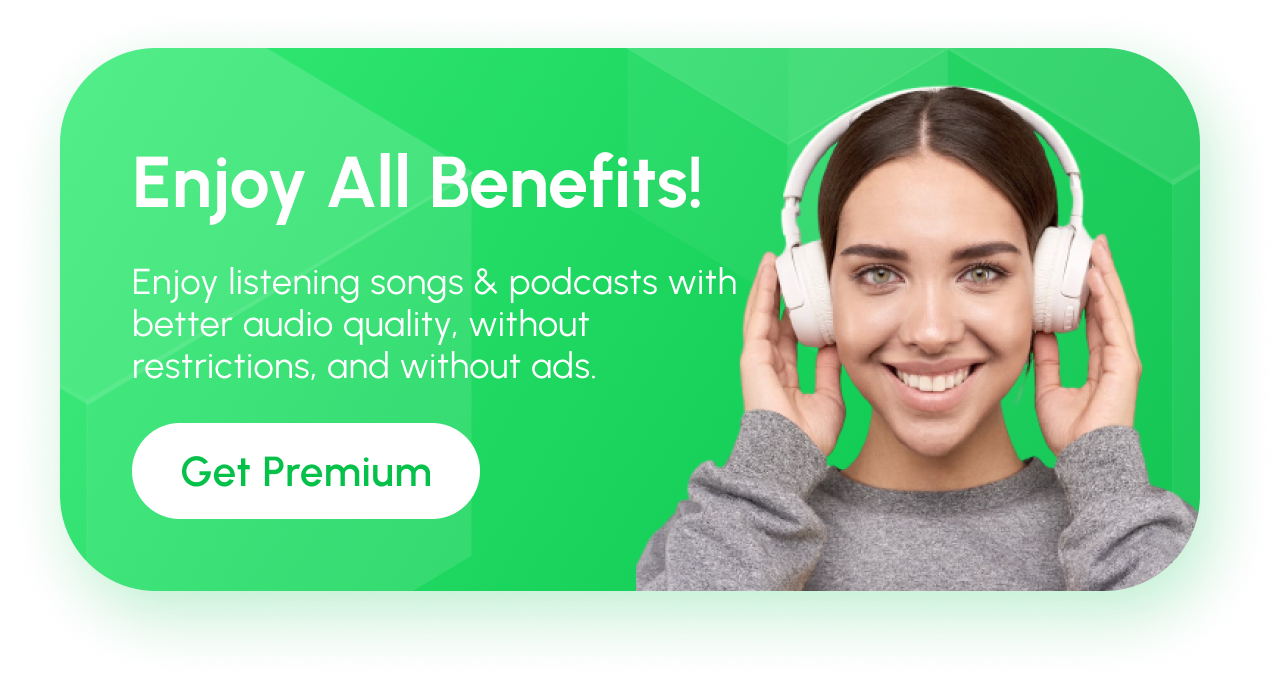 Enjoy All Benefits!
Enjoy listening songs & podcasts with
better audio quality, without
restrictions, and without ads.
Get Premium